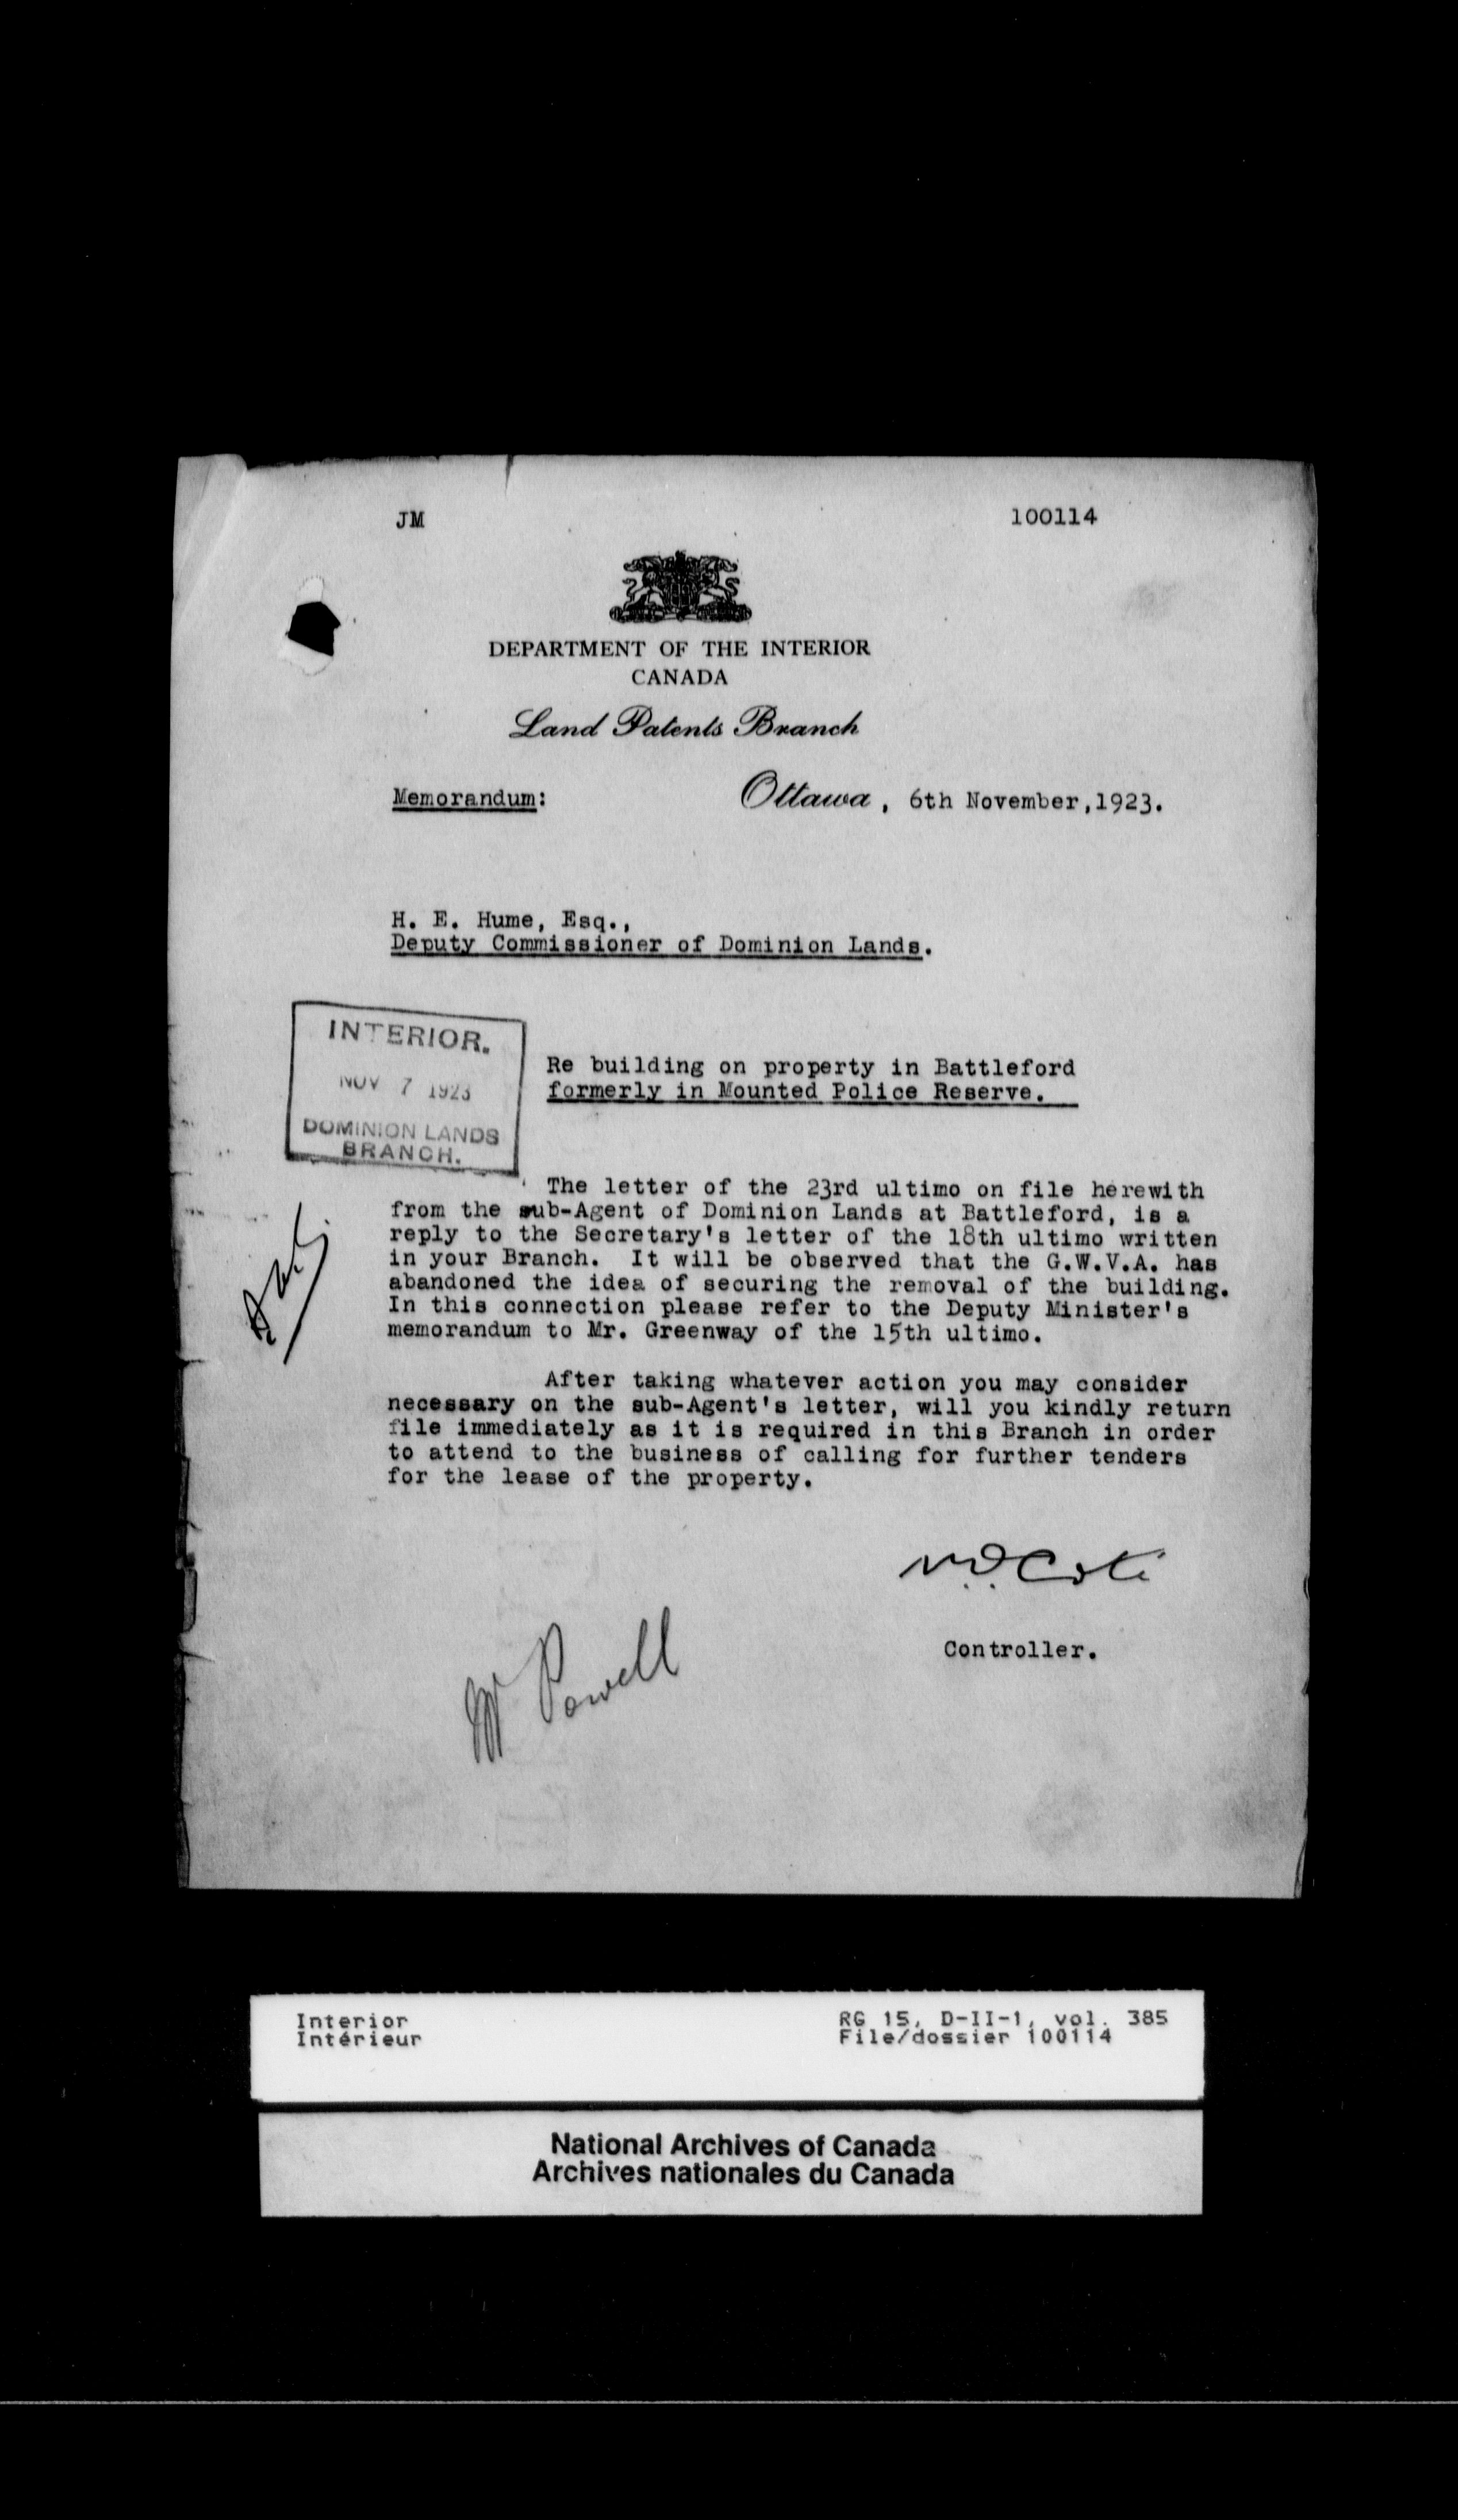 JM
100114
DEPARTMENT OF THE INTERIOR
CANADA
Land Patents Branch
Memorandum:
Ottawa, 6th November, 1923.
H. E. Hume, Esq.,
Deputy Commissioner of Dominion Lands.
INTERIOR.
NOV 7 1923
DOMINION LANDS
BRANCH.
Re building on property in Battleford
formerly in Mounted Police Reserve.
The letter of the 23rd ultimo on file herewith
from the sub-Agent of Dominion Lands at Battleford, is a
reply to the Secretary's letter of the 18th ultimo written
in your Branch. It will be observed that the G.W.V.A. has
abandoned the idea of securing the removal of the building.
In this connection please refer to the Deputy Minister's
memorandum to Mr. Greenway of the 15th ultimo.
After taking whatever action you may consider
necessary on the sub-Agent's letter, will you kindly return
file immediately as it is required in this Branch in order
to attend to the business of calling for further tenders
for the lease of the property.
Controller.
Mr Powell
Interior
Intérieur
RG 15, D-II-1, vol. 385
File/dossier 100114
National Archives of Canada
Archives nationales du Canada